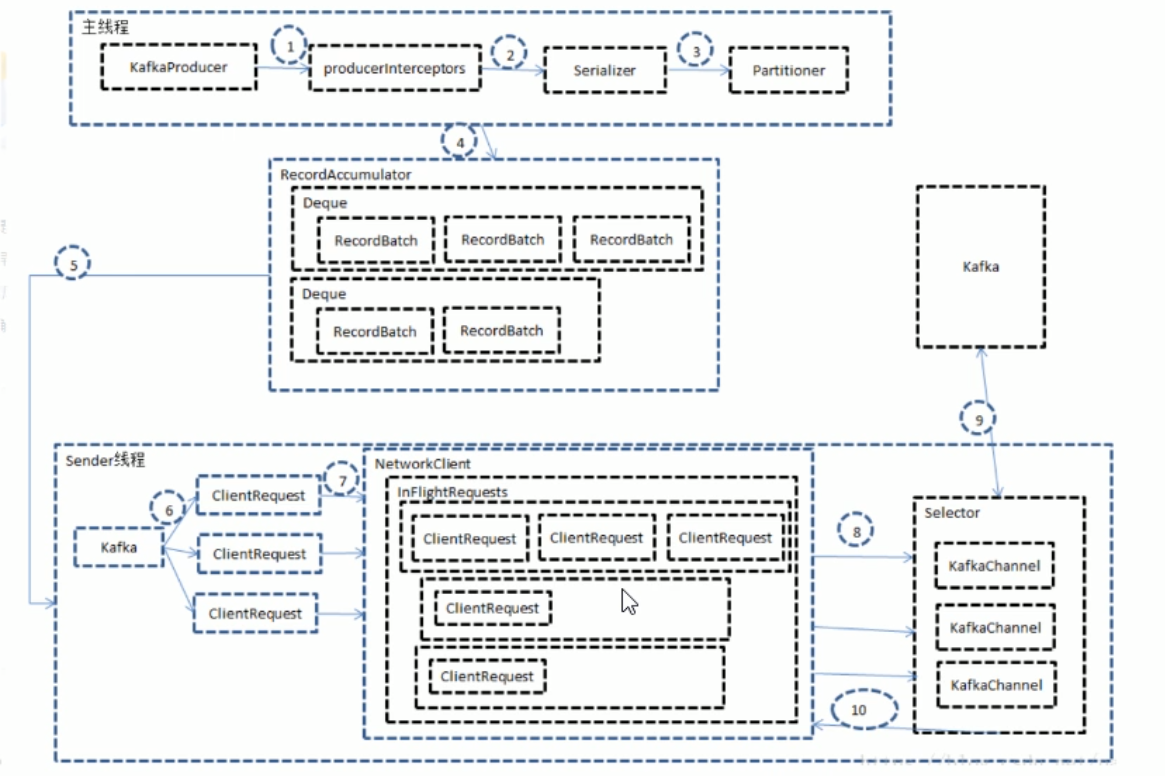 主线程
KafkaProducer
1
producerInterceptors
2
Serializer
3
Partitioner
4
RecordAccumulator
Deque
RecordBatch
RecordBatch
RecordBatch
Deque
RecordBatch
RecordBatch
5
Kafka
9
Sender线程
Kafka
6
ClientRequest
ClientRequest
ClientRequest
7
NetworkClient
InFlightRequests
ClientRequest
ClientRequest
ClientRequest
ClientRequest
ClientRequest
8
Selector
KafkaChannel
KafkaChannel
KafkaChannel
10